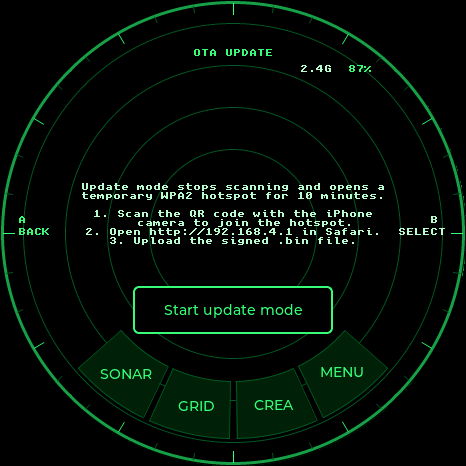 OTA UPDATE
2.4G 87%
Update mode stops scanning and opens a
temporary WPA2 hotspot for 10 minutes.
1. Scan the QR code with the iPhone
camera to join the hotspot.
2. Open http://192.168.4.1 in Safari.
3. Upload the signed .bin file.
A
BACK
B
SELECT
Start update mode
SONAR
GRID
CREA
MENU